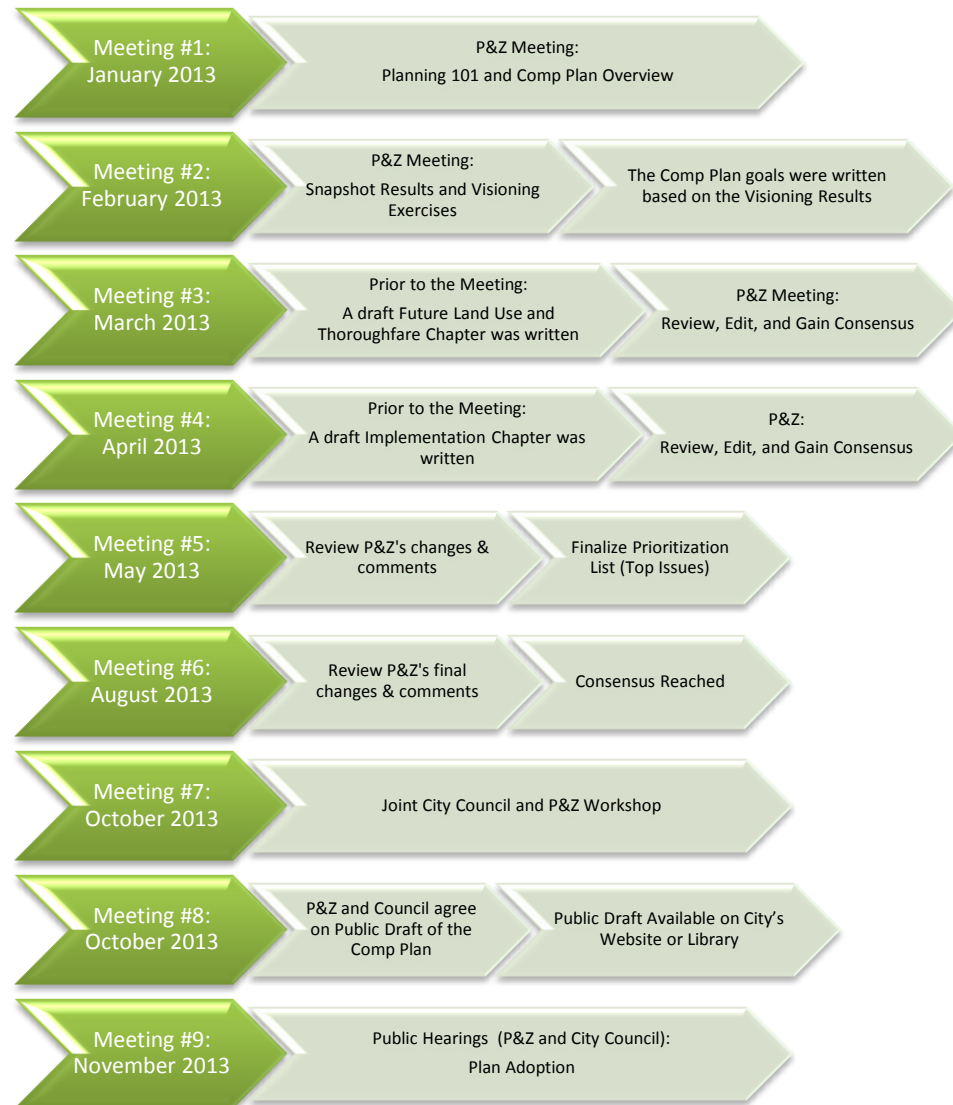 Meeting #1:
January 2013
P&Z Meeting:
Planning 101 and Comp Plan Overview
Meeting #2:
February 2013
P&Z Meeting:
Snapshot Results and Visioning
Exercises
The Comp Plan goals were written
based on the Visioning Results
Meeting #3:
March 2013
Prior to the Meeting:
A draft Future Land Use and
Thoroughfare Chapter was written
P&Z Meeting:
Review, Edit, and Gain Consensus
Meeting #4:
April 2013
Prior to the Meeting:
A draft Implementation Chapter was
written
P&Z:
Review, Edit, and Gain Consensus
Meeting #5:
May 2013
Review P&Z's changes &
comments
Finalize Prioritization
List (Top Issues)
Meeting #6:
August 2013
Review P&Z's final
changes & comments
Consensus Reached
Meeting #7:
October 2013
Joint City Council and P&Z Workshop
Meeting #8:
October 2013
P&Z and Council agree
on Public Draft of the
Comp Plan
Public Draft Available on City’s
Website or Library
Meeting #9:
November 2013
Public Hearings (P&Z and City Council):
Plan Adoption